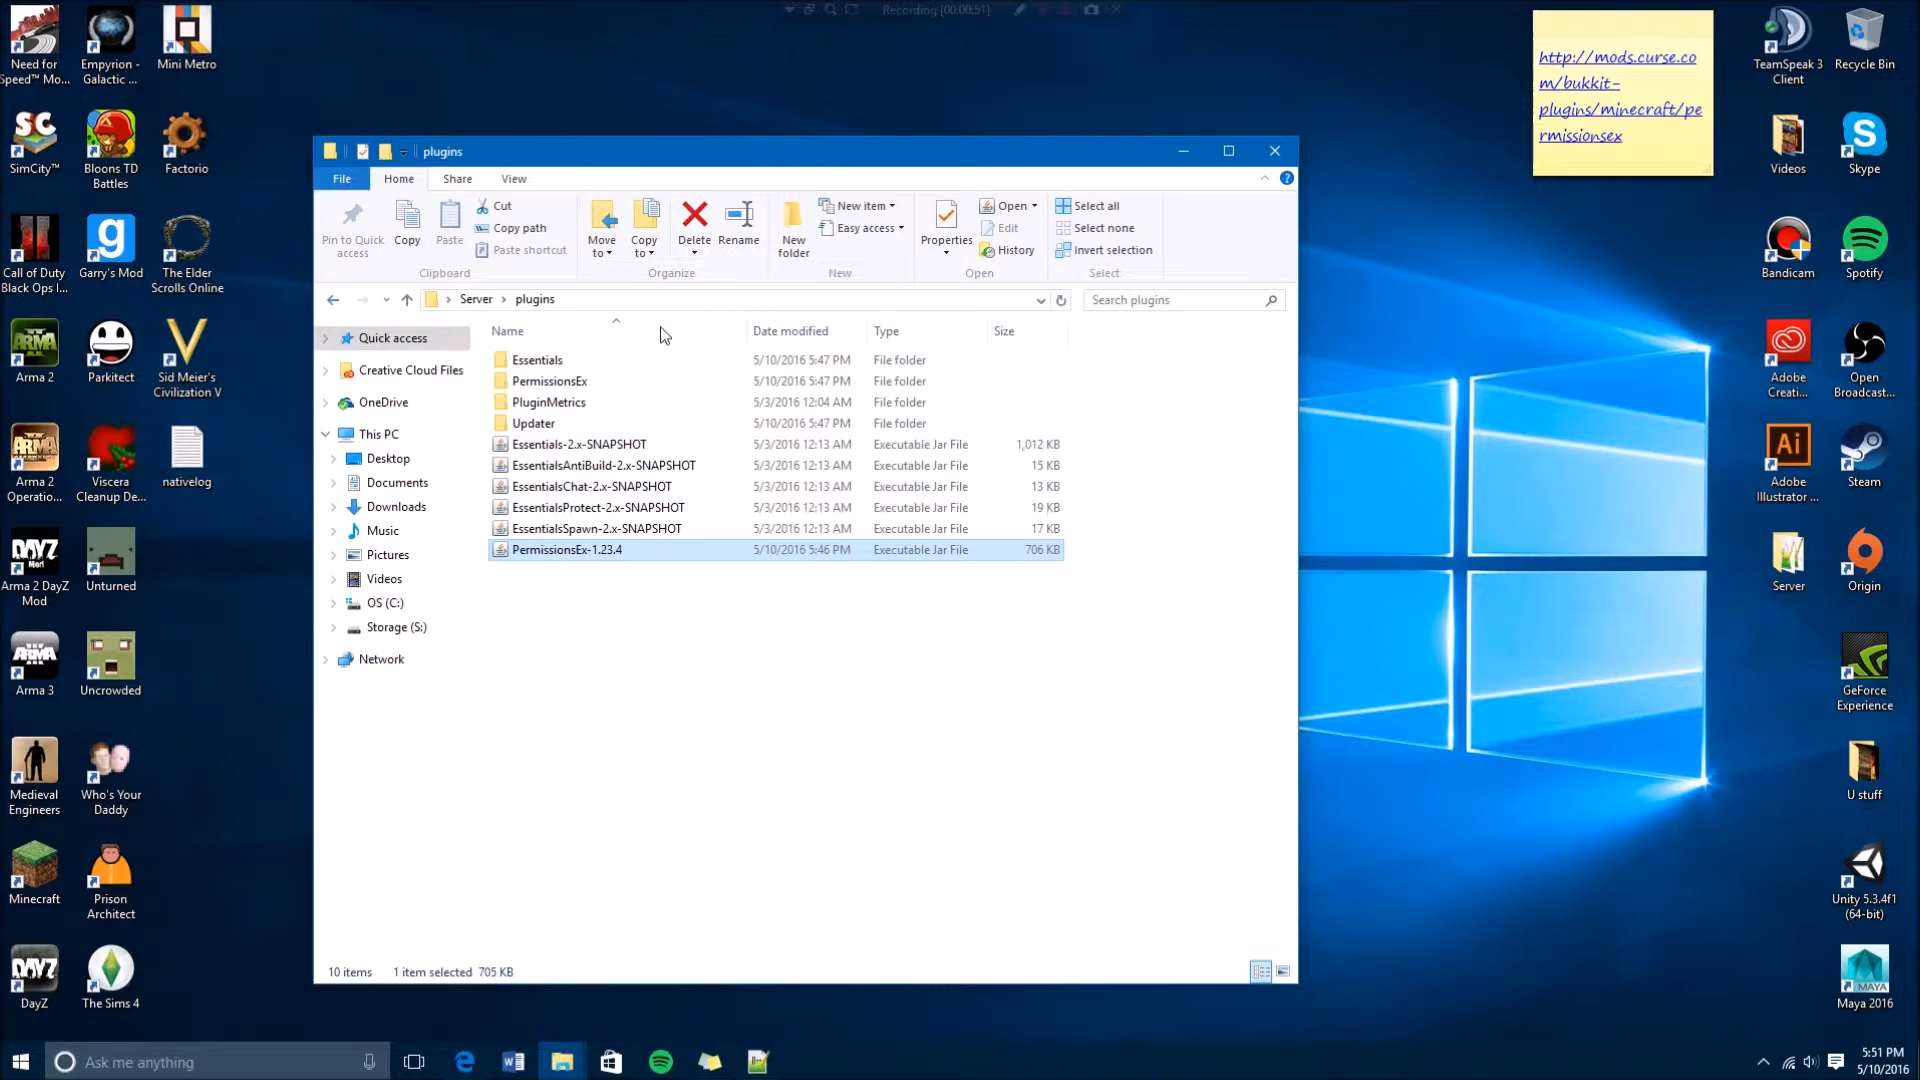 Recording [00:00:51]
Need for
Speed™ Mo...
Empyrion -
Galactic ...
Mini Metro
SimCity™
Bloons TD
Battles
Factorio
Call of Duty
Black Ops I...
Garry's Mod
The Elder
Scrolls Online
Arma 2
Parkitect
Sid Meier's
Civilization V
Arma 2
Operatio...
Viscera
Cleanup De...
nativelog
Arma 2 DayZ
Mod
Unturned
Arma 3
Uncrowded
Medieval
Engineers
Who's Your
Daddy
Minecraft
Prison
Architect
DayZ
The Sims 4
plugins
File
Home
Share
View
Pin to Quick
access
Copy
Paste
Cut
Copy path
Paste shortcut
Clipboard
Move
to
Copy
to
Delete
Rename
Organize
New
folder
New item
Easy access
New
Properties
Open
Edit
History
Open
Select all
Select none
Invert selection
Select
Server
plugins
Search plugins
Quick access
Creative Cloud Files
OneDrive
This PC
Desktop
Documents
Downloads
Music
Pictures
Videos
OS (C:)
Storage (S:)
Network
Name Date modified Type Size
Essentials 5/10/2016 5:47 PM File folder
PermissionsEx 5/10/2016 5:47 PM File folder
PluginMetrics 5/3/2016 12:04 AM File folder
Updater 5/10/2016 5:47 PM File folder
Essentials-2.x-SNAPSHOT 5/3/2016 12:13 AM Executable Jar File 1,012 KB
EssentialsAntiBuild-2.x-SNAPSHOT 5/3/2016 12:13 AM Executable Jar File 15 KB
EssentialsChat-2.x-SNAPSHOT 5/3/2016 12:13 AM Executable Jar File 13 KB
EssentialsProtect-2.x-SNAPSHOT 5/3/2016 12:13 AM Executable Jar File 19 KB
EssentialsSpawn-2.x-SNAPSHOT 5/3/2016 12:13 AM Executable Jar File 17 KB
PermissionsEx-1.23.4 5/10/2016 5:46 PM Executable Jar File 706 KB
10 items 1 item selected 705 KB
http://mods.curse.co
m/bukkit-
plugins/minecraft/pe
rmissionsex
TeamSpeak 3
Client
Recycle Bin
Videos
Skype
Bandicam
Spotify
Adobe
Creati...
Open
Broadcast...
Ai
Adobe
Illustrator ...
Steam
Server
Origin
GeForce
Experience
U stuff
Unity 5.3.4f1
(64-bit)
MAYA
Maya 2016
Ask me anything
5:51 PM
5/10/2016